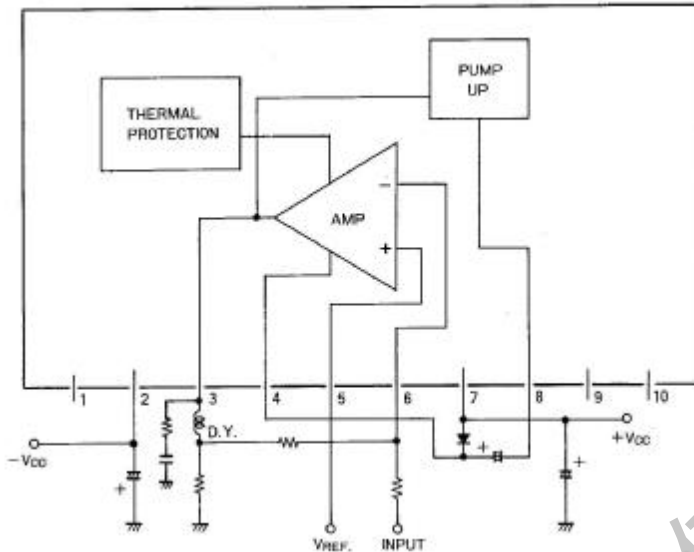 PUMP
UP
THERMAL
PROTECTION
−
AMP
+
1 2 3 4 5 6 7 8 9 10
D.Y.
−VCC
+
+
+
+VCC
VREF. INPUT